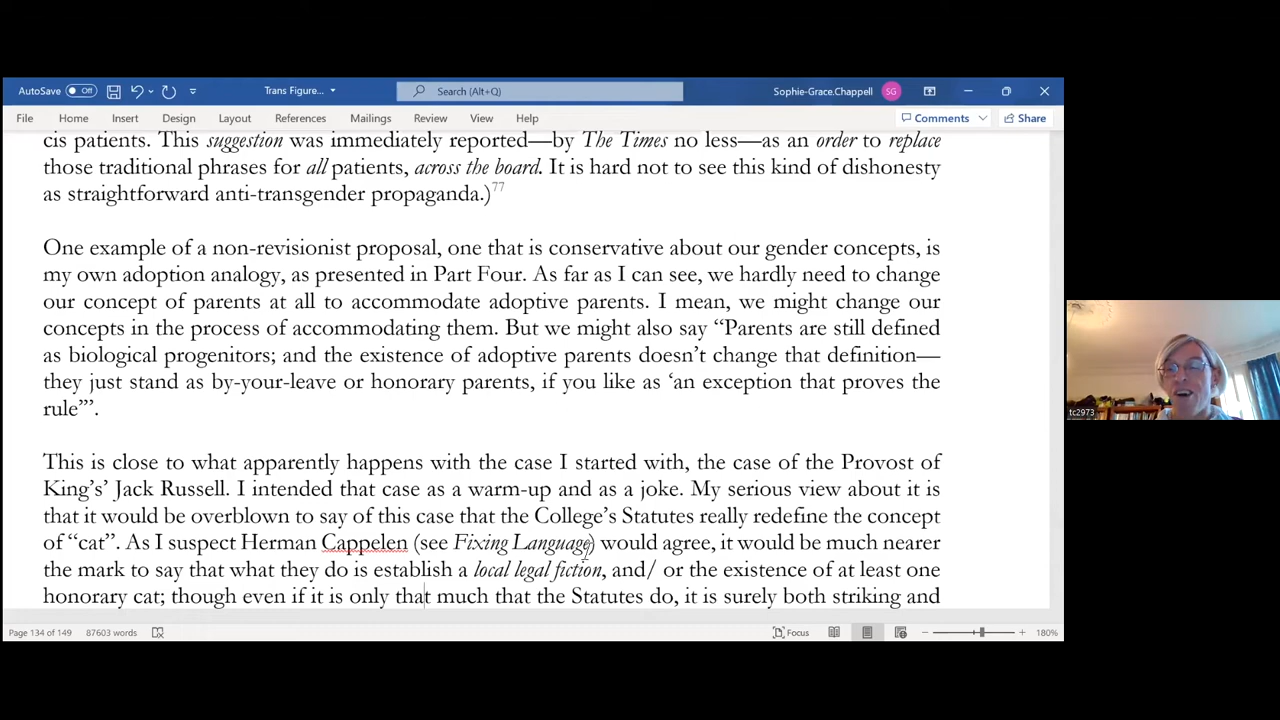 AutoSave Off Trans Figure... Search (Alt+Q) Sophie-Grace.Chappell SG
File Home Insert Design Layout References Mailings Review View Help Comments Share
cis patients. This suggestion was immediately reported—by The Times no less—as an order to replace
those traditional phrases for all patients, across the board. It is hard not to see this kind of dishonesty
as straightforward anti-transgender propaganda.)77
One example of a non-revisionist proposal, one that is conservative about our gender concepts, is
my own adoption analogy, as presented in Part Four. As far as I can see, we hardly need to change
our concept of parents at all to accommodate adoptive parents. I mean, we might change our
concepts in the process of accommodating them. But we might also say “Parents are still defined
as biological progenitors; and the existence of adoptive parents doesn’t change that definition—
they just stand as by-your-leave or honorary parents, if you like as ‘an exception that proves the
rule”’.
This is close to what apparently happens with the case I started with, the case of the Provost of
King’s’ Jack Russell. I intended that case as a warm-up and as a joke. My serious view about it is
that it would be overblown to say of this case that the College’s Statutes really redefine the concept
of “cat”. As I suspect Herman Cappelen (see Fixing Language) would agree, it would be much nearer
the mark to say that what they do is establish a local legal fiction, and/ or the existence of at least one
honorary cat; though even if it is only that much that the Statutes do, it is surely both striking and
Page 134 of 149 87603 words Focus 180%
tc2973